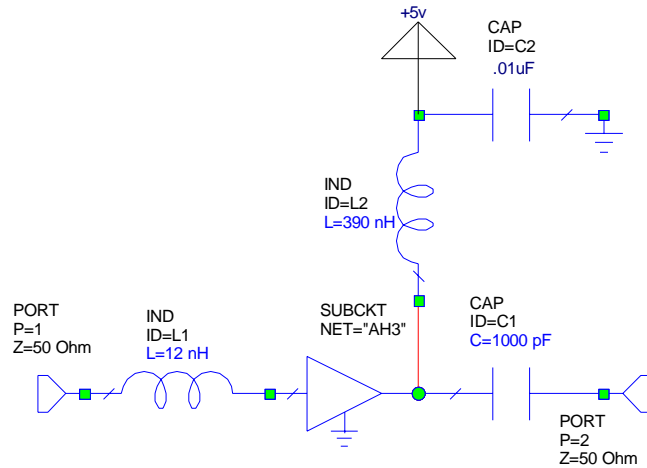 +5v
CAP
ID=C2
.01uF
IND
ID=L2
L=390 nH
PORT
P=1
Z=50 Ohm
IND
ID=L1
L=12 nH
SUBCKT
NET="AH3"
CAP
ID=C1
C=1000 pF
PORT
P=2
Z=50 Ohm